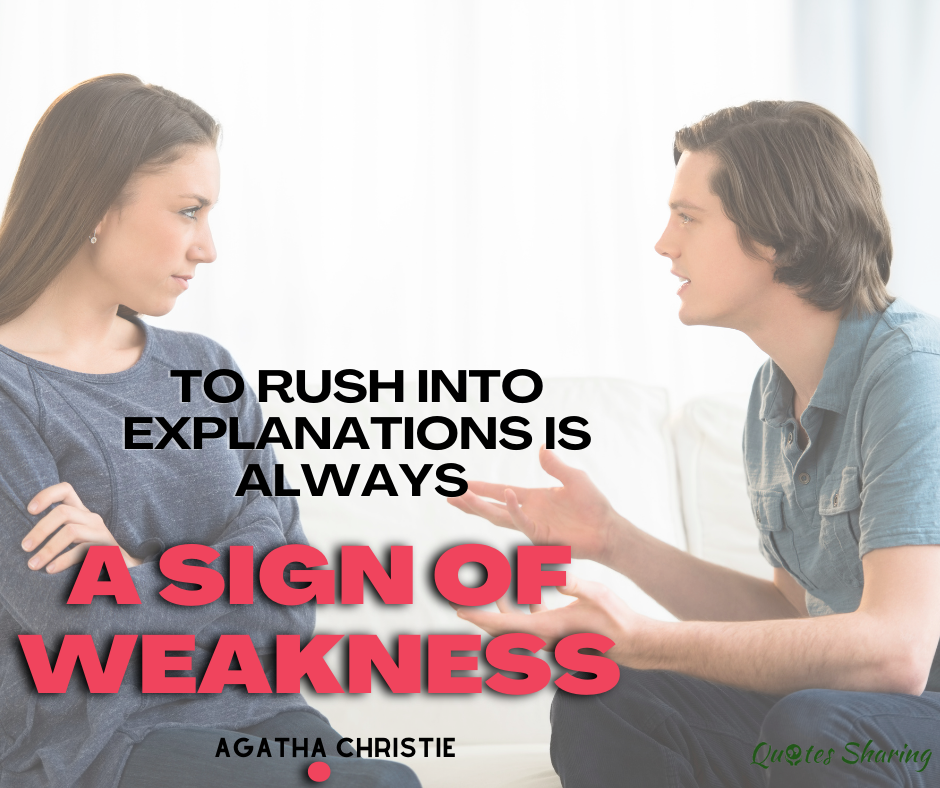 TO RUSH INTO
EXPLANATIONS IS
ALWAYS
A SIGN OF
WEAKNESS
AGATHA CHRISTIE
Quotes Sharing